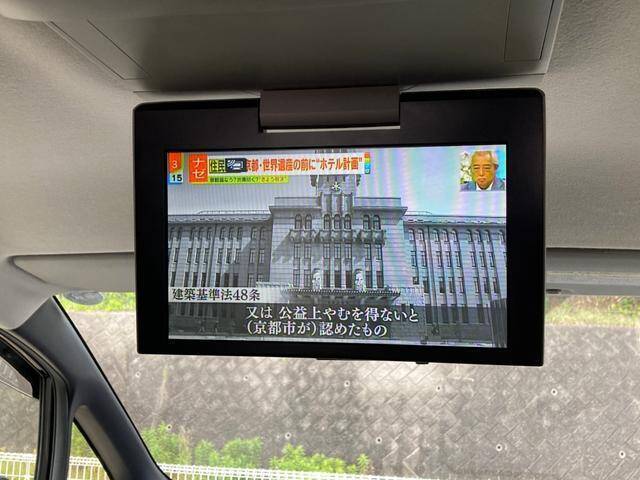 3
15
ナゼ
住民
京都・世界遺産の前に"ホテル計画"
建築基準法48条
又は 公益上やむを得ないと
(京都市が)認めたもの